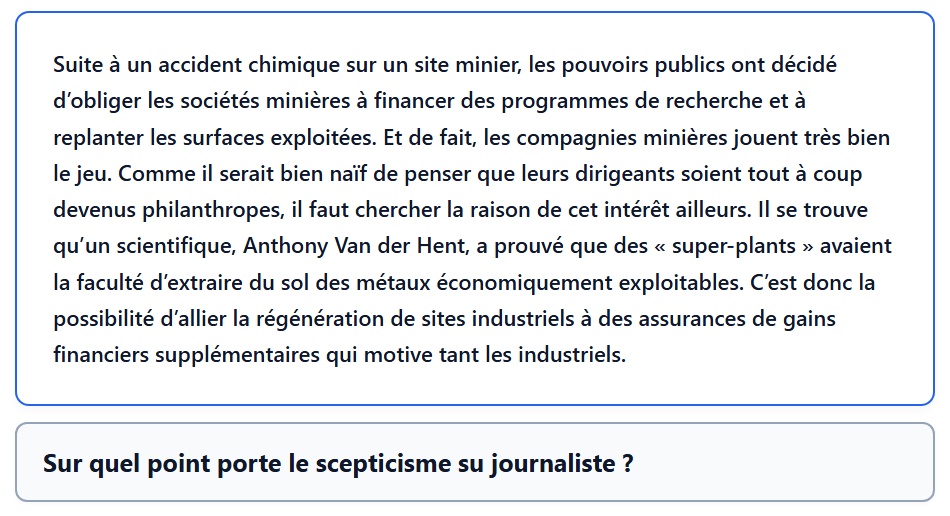 Suite à un accident chimique sur un site minier, les pouvoirs publics ont décidé
d’obliger les sociétés minières à financer des programmes de recherche et à
replanter les surfaces exploitées. Et de fait, les compagnies minières jouent très bien
le jeu. Comme il serait bien naïf de penser que leurs dirigeants soient tout à coup
devenus philanthropes, il faut chercher la raison de cet intérêt ailleurs. Il se trouve
qu’un scientifique, Anthony Van der Hent, a prouvé que des « super-plants » avaient
la faculté d’extraire du sol des métaux économiquement exploitables. C’est donc la
possibilité d’allier la régénération de sites industriels à des assurances de gains
financiers supplémentaires qui motive tant les industriels.
Sur quel point porte le scepticisme su journaliste ?